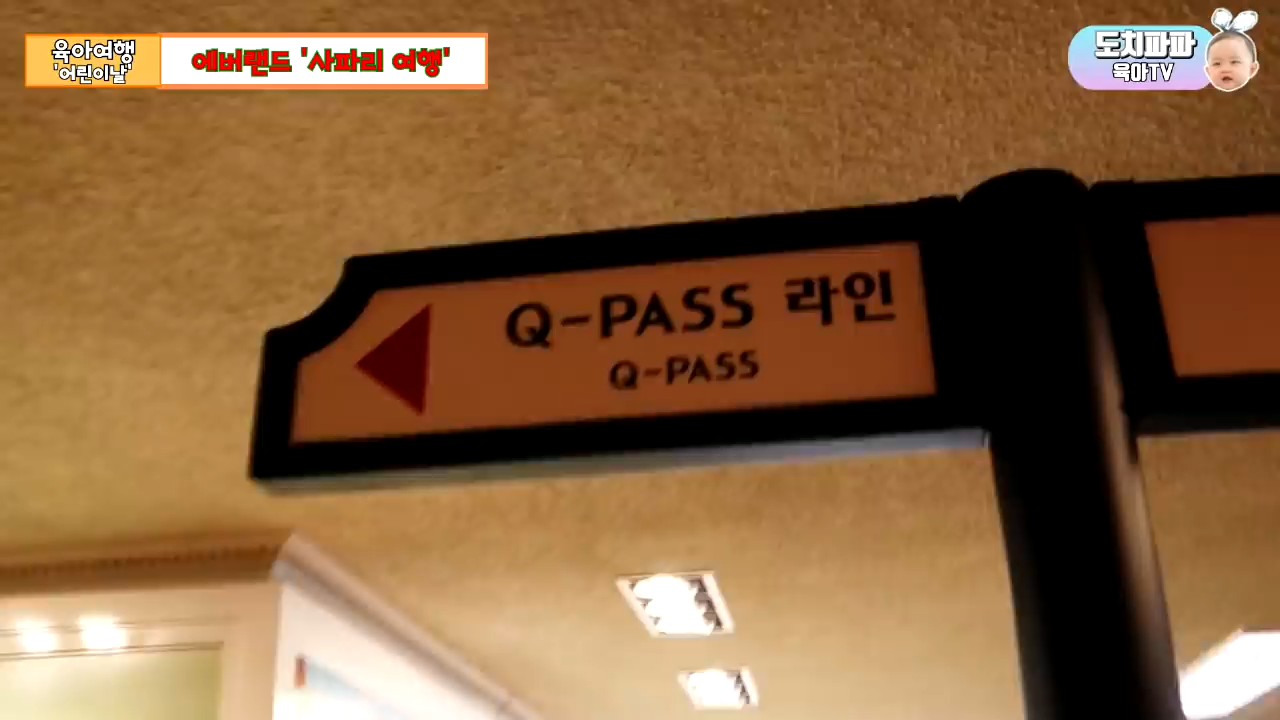 육아여행
'어린이날'
에버랜드 '사파리 여행'
도치파파
육아TV
Q-PASS 라인
Q-PASS